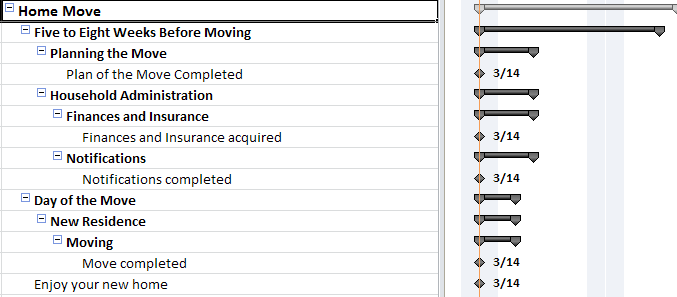 Home Move
Five to Eight Weeks Before Moving
Planning the Move
Plan of the Move Completed 3/14
Household Administration
Finances and Insurance
Finances and Insurance acquired 3/14
Notifications
Notifications completed 3/14
Day of the Move
New Residence
Moving
Move completed 3/14
Enjoy your new home 3/14